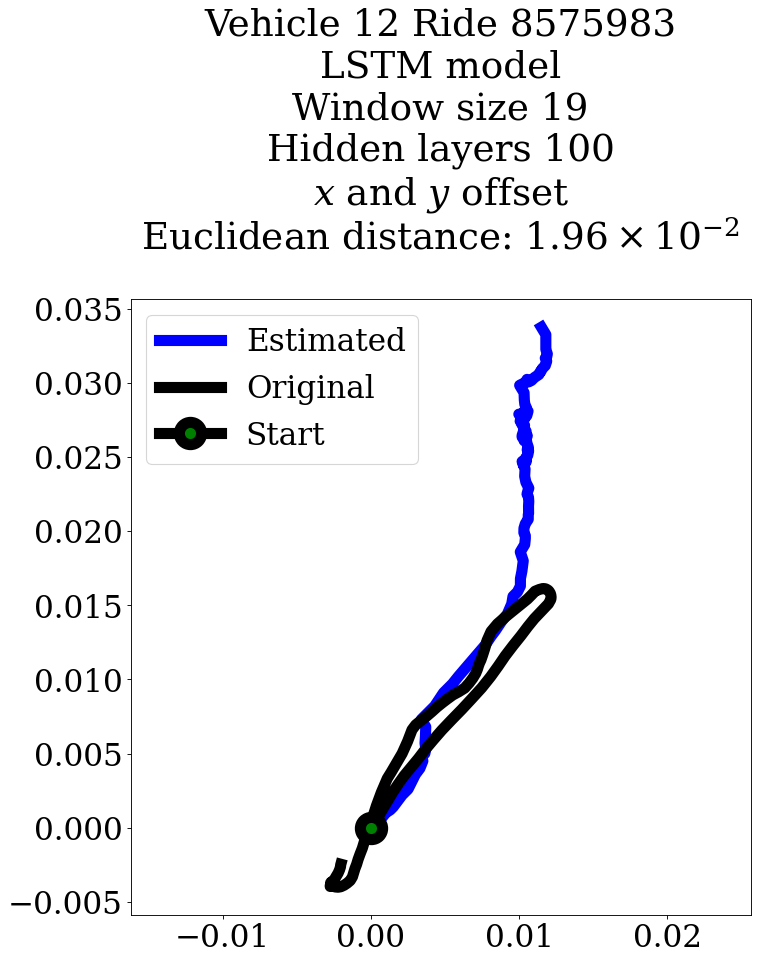 Vehicle 12 Ride 8575983
LSTM model
Window size 19
Hidden layers 100
x and y offset
Euclidean distance: 1.96 × 10⁻²
0.035
0.030
0.025
0.020
0.015
0.010
0.005
0.000
−0.005
Estimated
Original
Start
−0.01 0.00 0.01 0.02